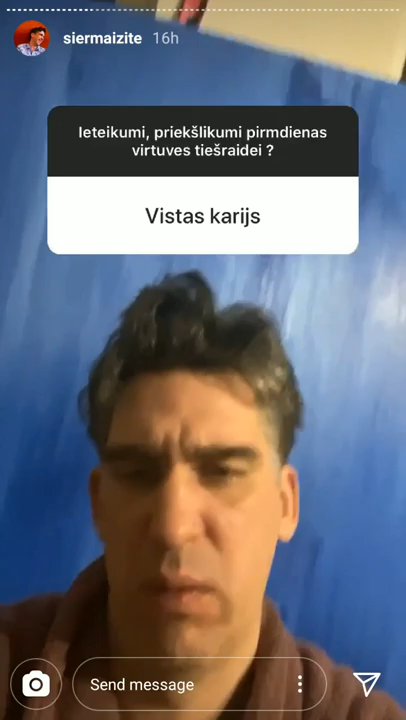 siermaizite 16h
Ieteikumi, priekšlikumi pirmdienas
virtuves tiešraidei ?
Vistas karijs
Send message